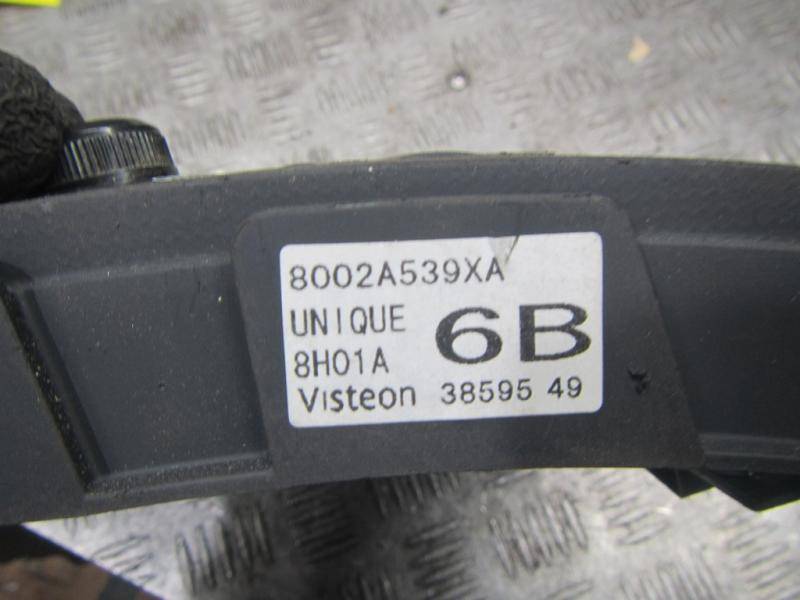 8002A539XA
UNIQUE 6B
8H01A
Visteon 38595 49